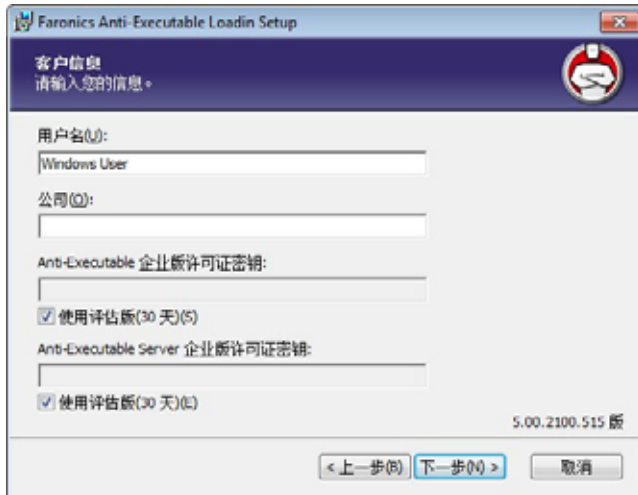 Faronics Anti-Executable Loadin Setup
客户信息
请输入您的信息。
用户名(U):
Windows User
公司(O):
Anti-Executable 企业版许可证密钥:
使用评估版(30 天)(S)
Anti-Executable Server 企业版许可证密钥:
使用评估版(30 天)(E)
5.00.2100.515 版
<上一步(B) 下一步(N) > 取消